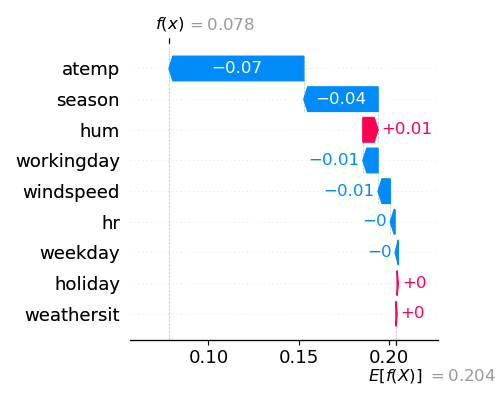 f(x) = 0.078
atemp −0.07
season −0.04
hum +0.01
workingday −0.01
windspeed −0.01
hr −0
weekday −0
holiday +0
weathersit +0
0.10 0.15 0.20
E[f(X)] = 0.204